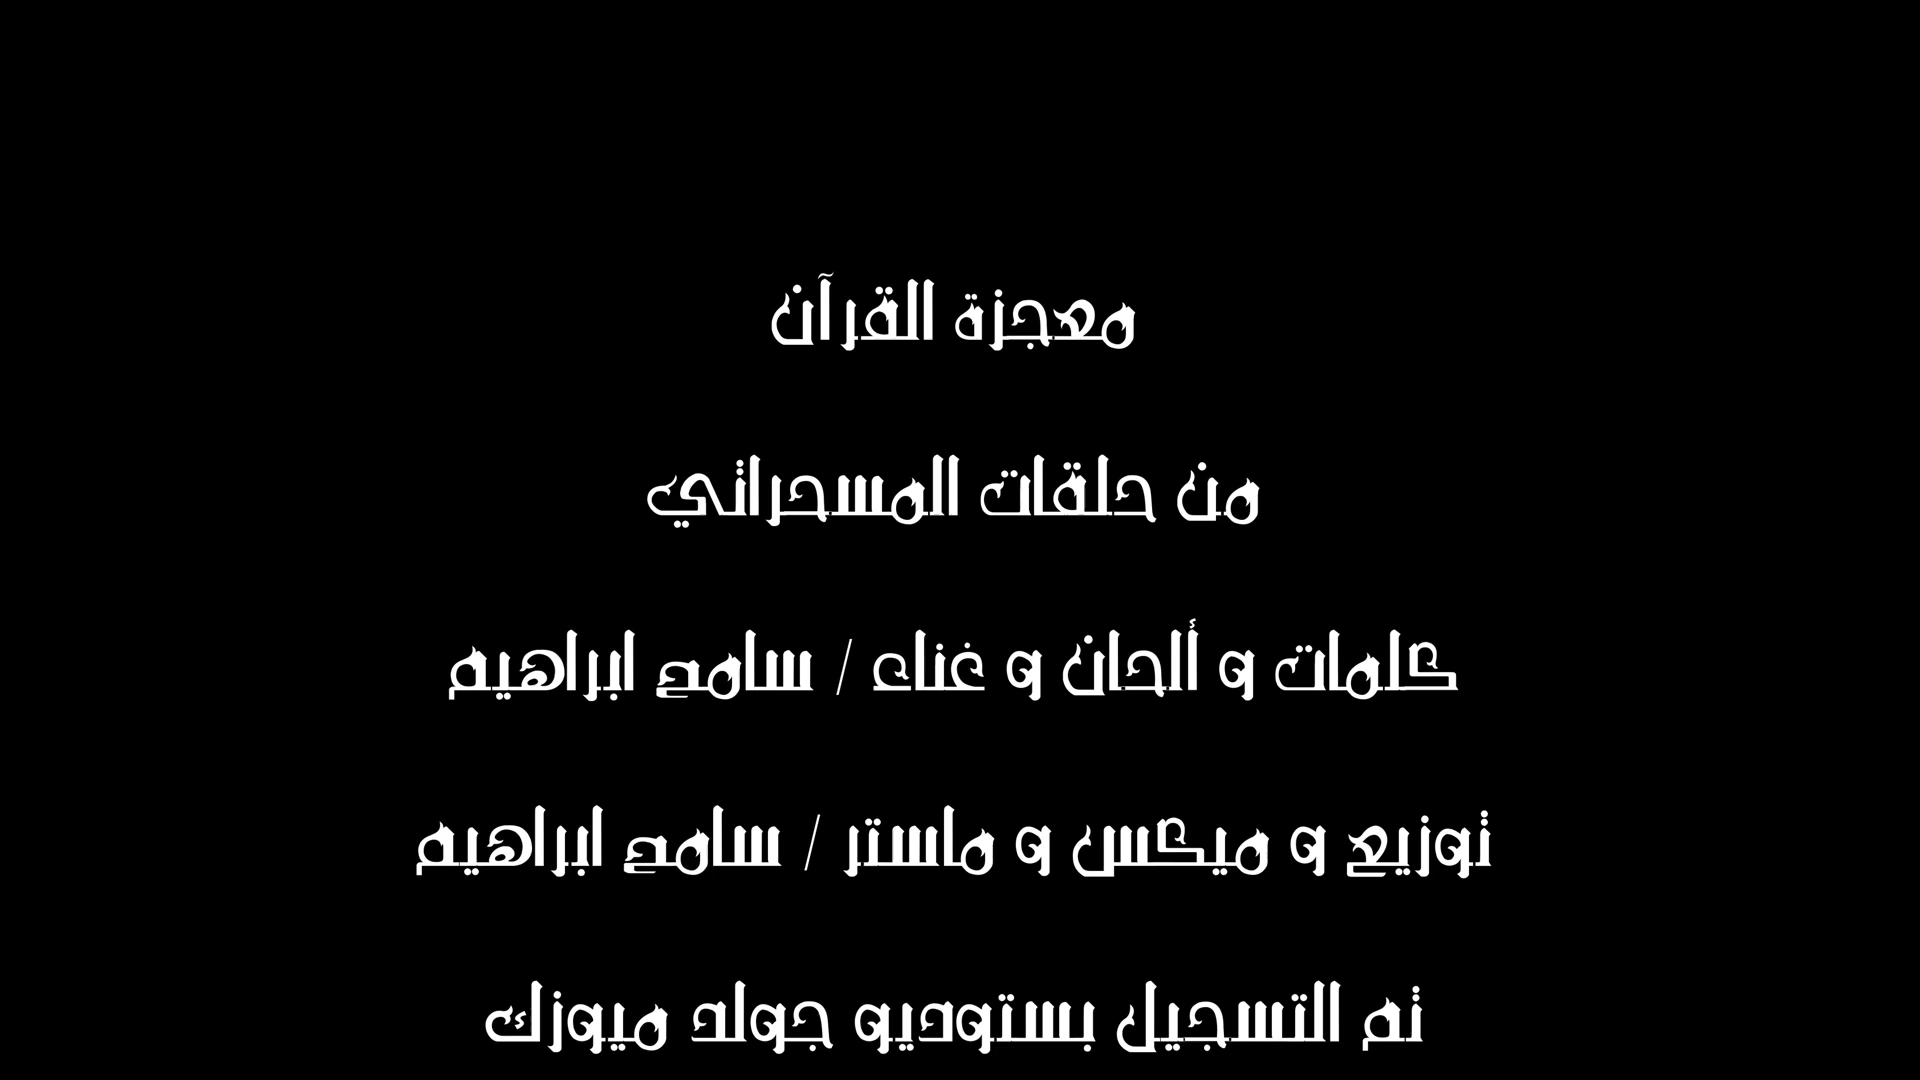 معجزة القرآن
من حلقات المسحراتي
كلمات و ألحان و غناء / سامح ابراهيم
توزيع و ميكس و ماستر / سامح ابراهيم
تم التسجيل بستوديو جولد ميوزك